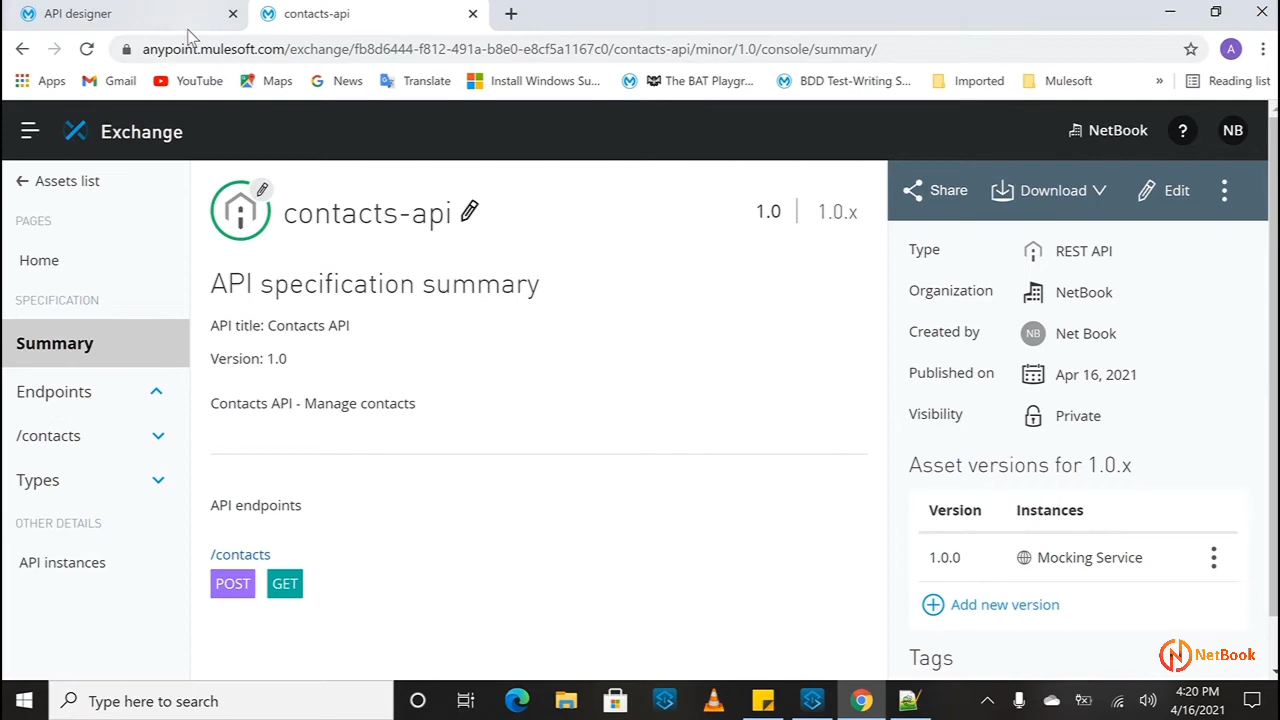 API designer
contacts-api
anypoint.mulesoft.com/exchange/fb8d6444-f812-491a-b8e0-e8cf5a1167c0/contacts-api/minor/1.0/console/summary/
A
Apps
Gmail
YouTube
Maps
News
Translate
Install Windows Su...
The BAT Playgr...
BDD Test-Writing S...
Imported
Mulesoft
»
Reading list
Exchange
NetBook
?
NB
Assets list
PAGES
Home
SPECIFICATION
Summary
Endpoints
/contacts
Types
OTHER DETAILS
API instances
contacts-api
1.0 | 1.0.x
API specification summary
API title: Contacts API
Version: 1.0
Contacts API - Manage contacts
API endpoints
/contacts
POST GET
Share
Download
Edit
Type REST API
Organization NetBook
Created by NB Net Book
Published on Apr 16, 2021
Visibility Private
Asset versions for 1.0.x
Version Instances
1.0.0 Mocking Service
Add new version
Tags
NetBook
Type here to search
4:20 PM
4/16/2021